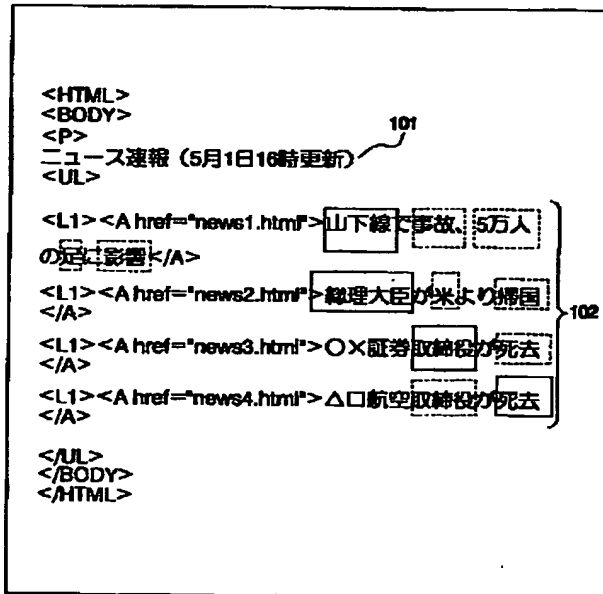 <HTML>
<BODY>
<P>
101
ニュース速報（5月1日16時更新）
<UL>
<L1><A href="news1.html">山下線で事故、5万人
の足に影響</A>
<L1><A href="news2.html">総理大臣が米より帰国
</A>
102
<L1><A href="news3.html">○×証券取締役が死去
</A>
<L1><A href="news4.html">△□航空取締役が死去
</A>
</UL>
</BODY>
</HTML>